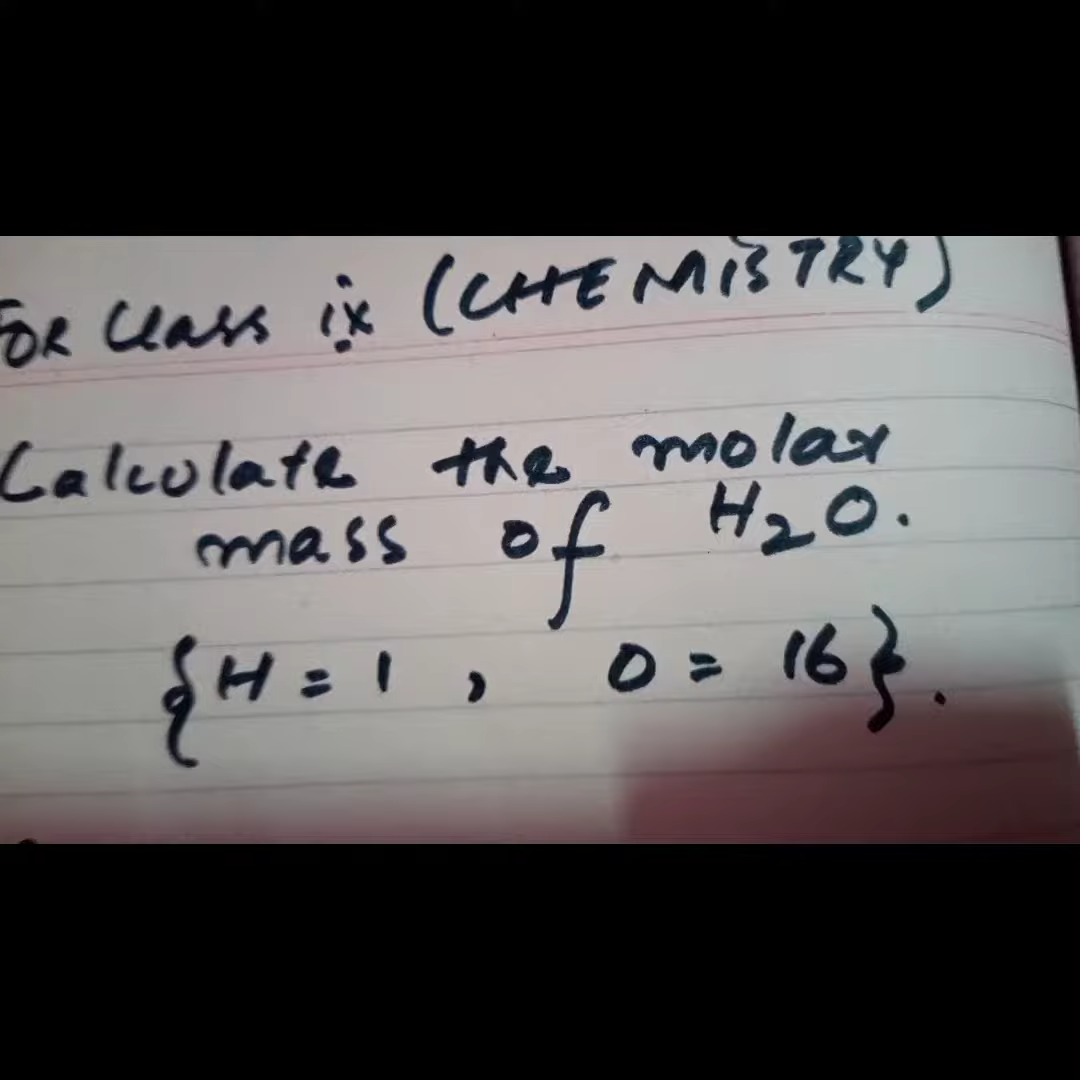 FOR Class ix (CHEMISTRY)
Calculate the molar
mass of H₂O.
{H = 1 , O = 16}.